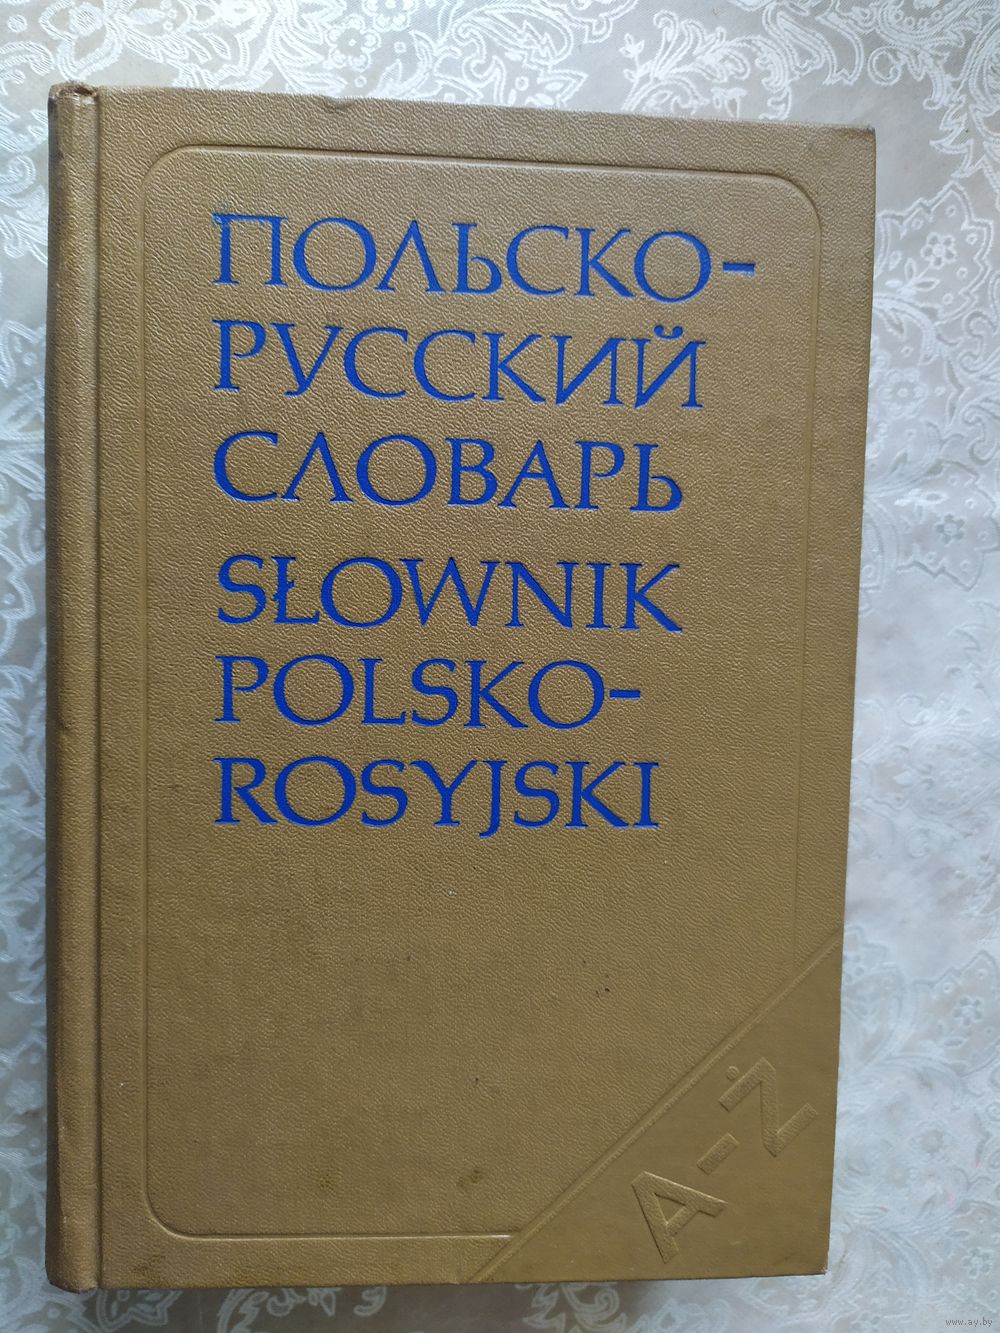 ПОЛЬСКО-
РУССКИЙ
СЛОВАРЬ
SŁOWNIK
POLSKO-
ROSYJSKI
A-Ż
www.ay.by